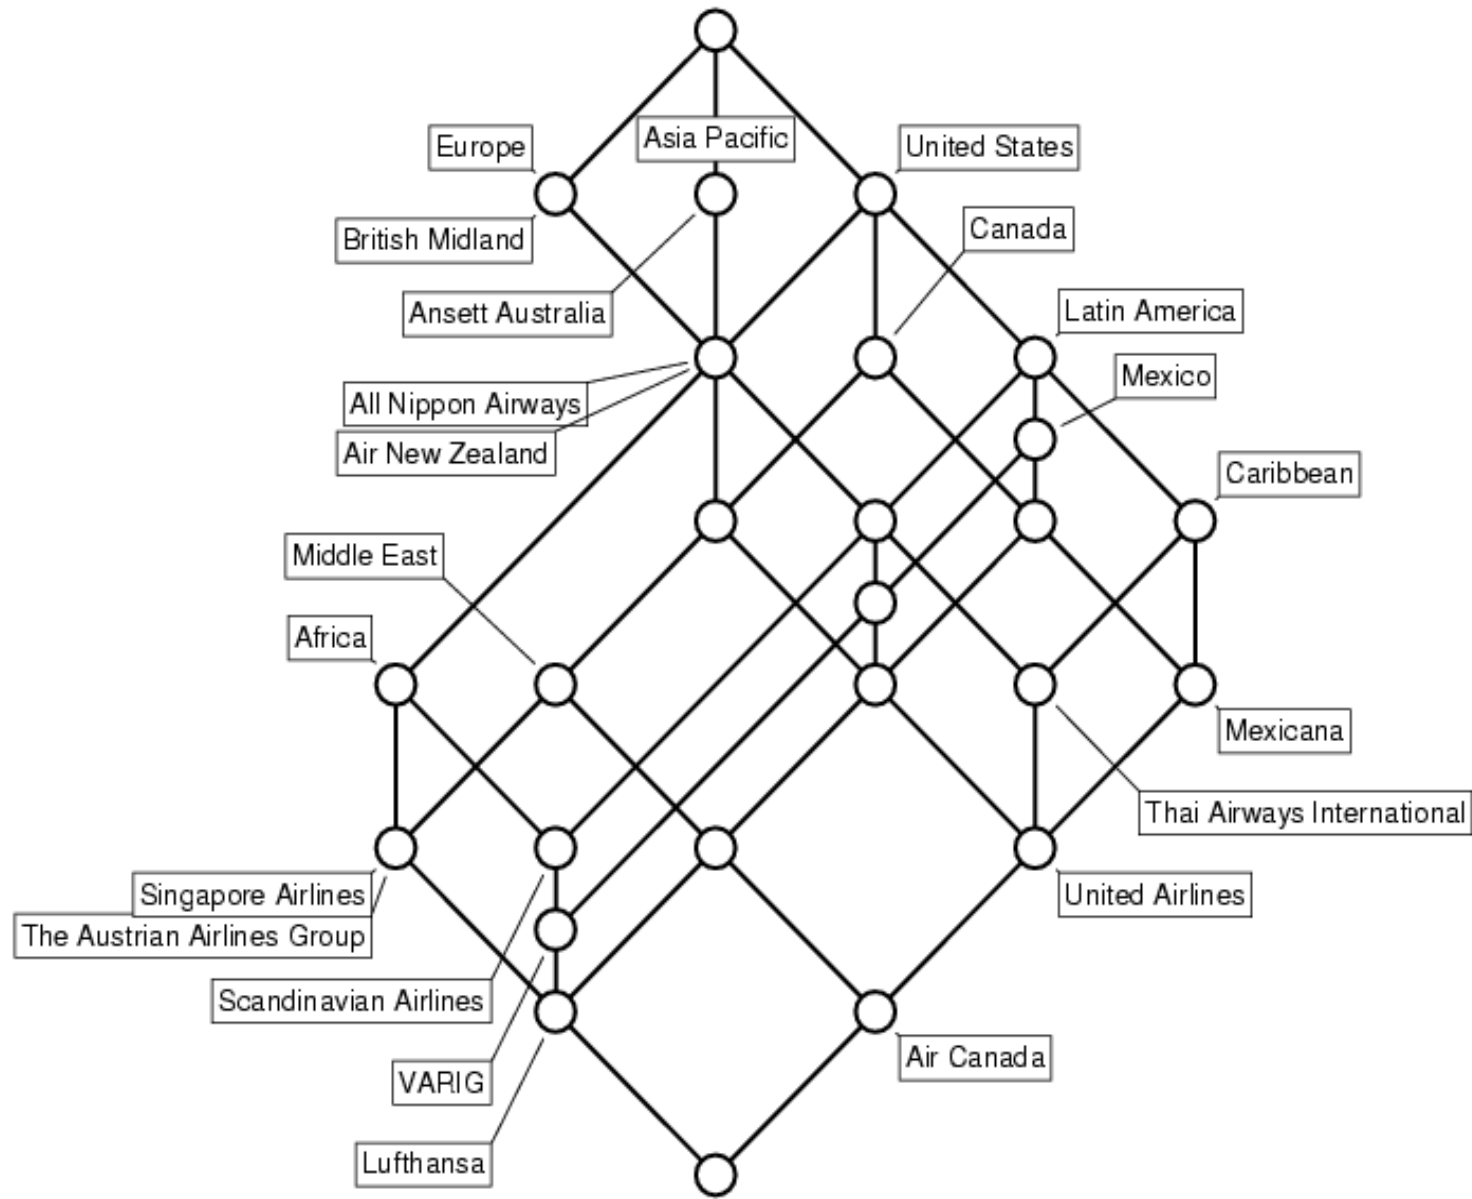 Europe
Asia Pacific
United States
British Midland
Canada
Ansett Australia
Latin America
Mexico
All Nippon Airways
Air New Zealand
Caribbean
Middle East
Africa
Mexicana
Thai Airways International
Singapore Airlines
United Airlines
The Austrian Airlines Group
Scandinavian Airlines
Air Canada
VARIG
Lufthansa